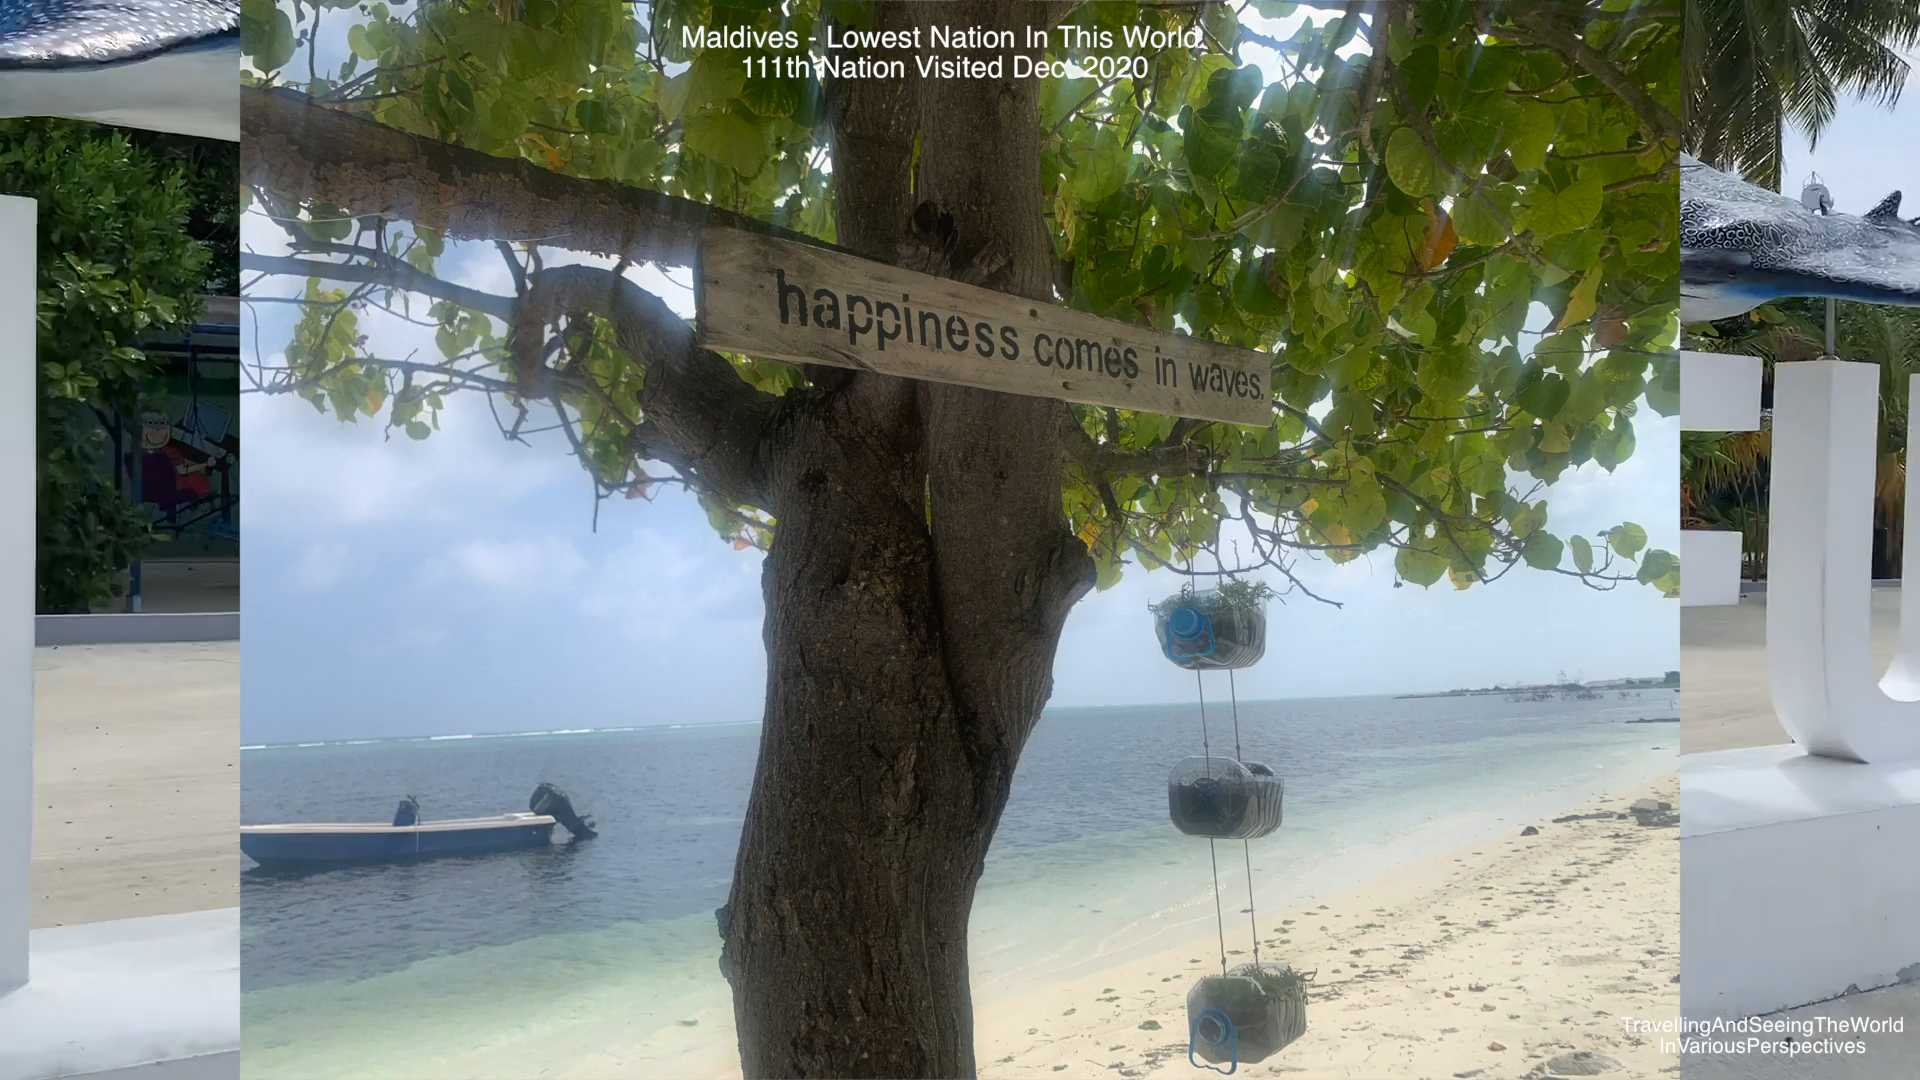 Maldives - Lowest Nation In This World.
111th Nation Visited Dec. 2020
happiness comes in waves.
TravellingAndSeeingTheWorld
InVariousPerspectives